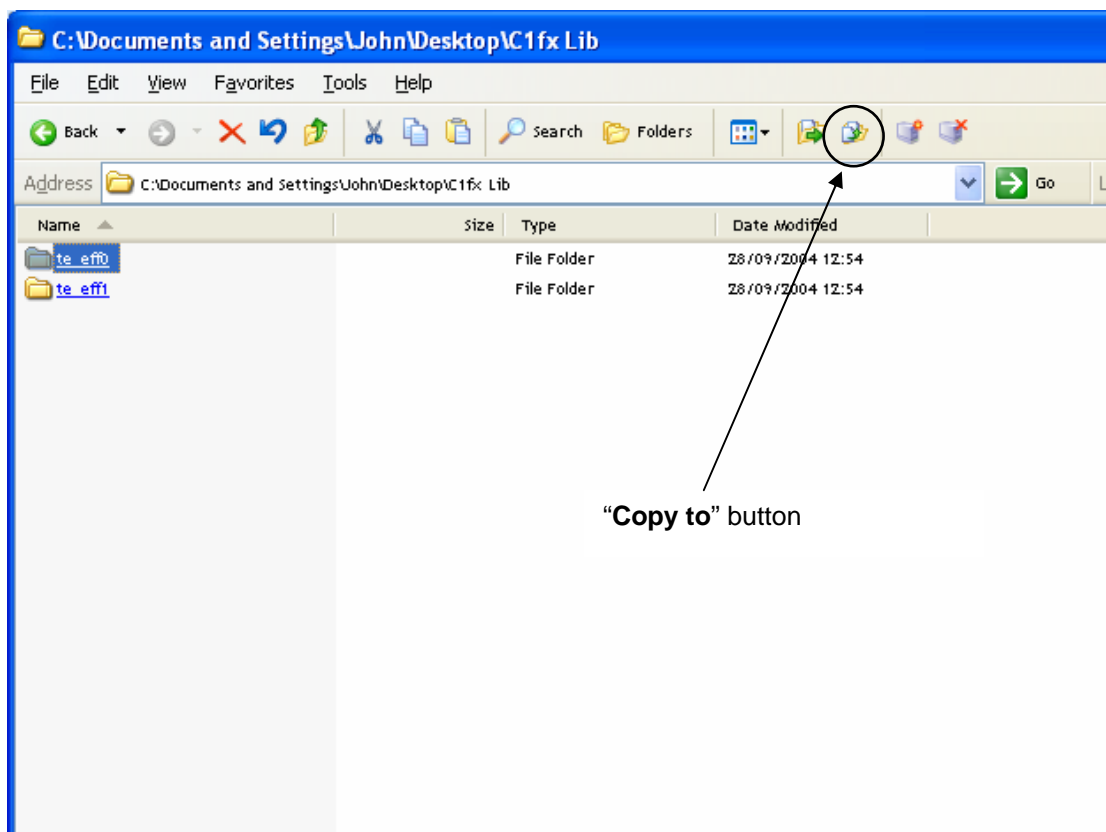 C:\Documents and Settings\John\Desktop\C1fx Lib
File Edit View Favorites Tools Help
Back Search Folders
Address C:\Documents and Settings\John\Desktop\C1fx Lib Go L
Name Size Type Date Modified
te_eff0 File Folder 28/09/2004 12:54
te_eff1 File Folder 28/09/2004 12:54
“Copy to” button